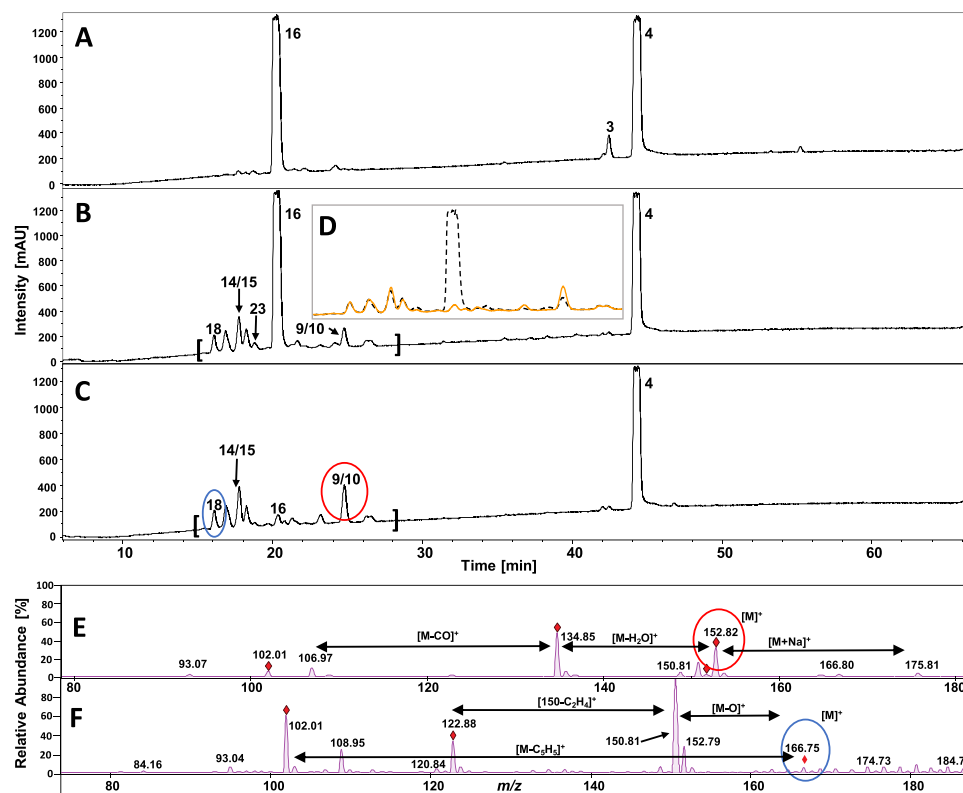 A
16
4
3
1200
1000
800
600
400
200
0
B
16
D
4
14/15
23
18
9/10
[ ]
1200
1000
800
600
400
200
0
Intensity [mAU]
C
4
14/15
9/10
18
16
[ ]
1200
1000
800
600
400
200
0
10 20 30 40 50 60
Time [min]
E
100
80
60
40
20
0
[M]⁺
[M-CO]⁺ 134.85 [M-H₂O]⁺ 152.82 [M+Na]⁺
93.07 102.01 106.97 150.81 166.80 175.81
80 100 120 140 160 180
F
80
60
40
20
0
[150-C₂H₄]⁺ [M-O]⁺ [M]⁺
102.01 122.88 150.81 152.79 166.75
108.95 [M-C₅H₅]⁺
84.16 93.04 120.84 174.73 184.7
100 120 140 160 180
m/z
Relative Abundance [%]